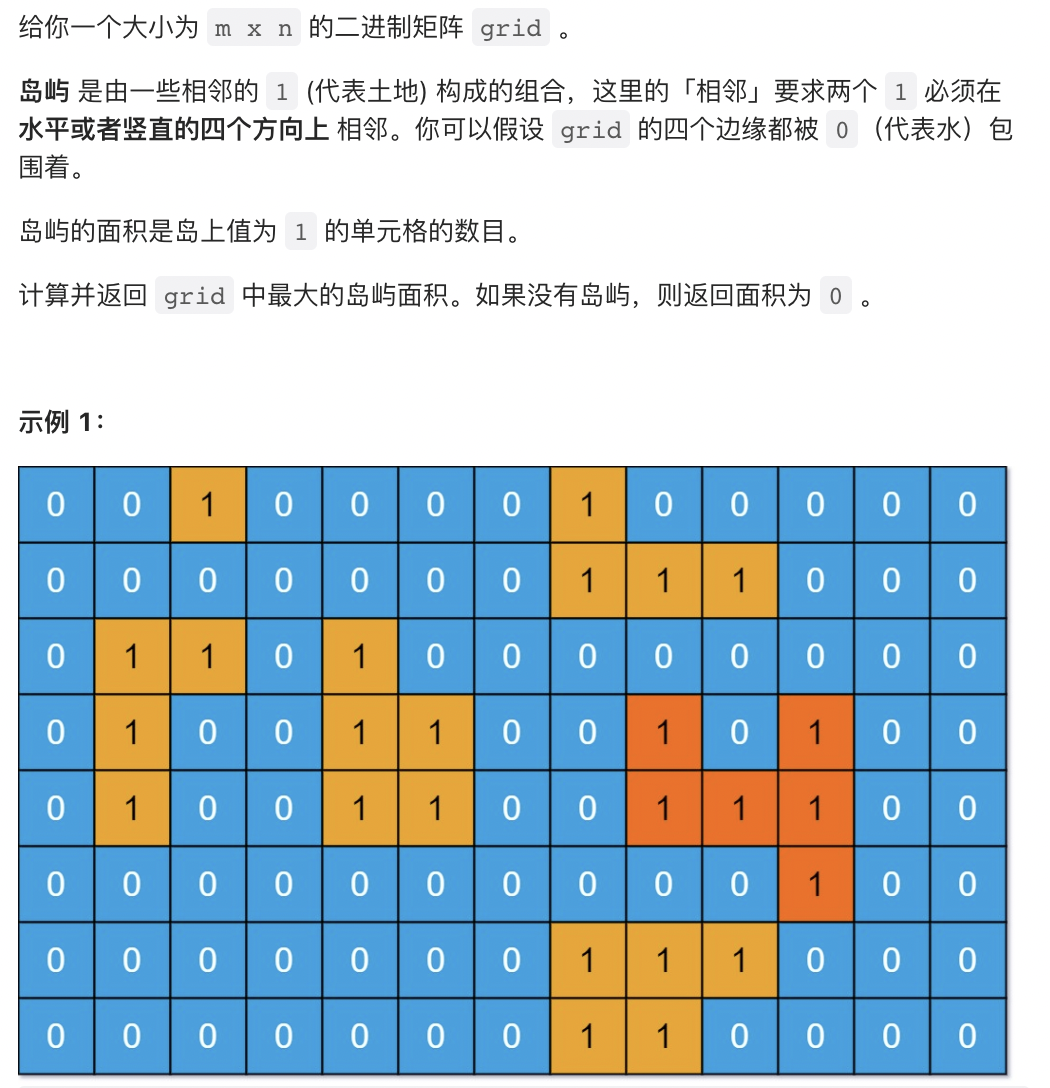 给你一个大小为 m x n 的二进制矩阵 grid 。
岛屿 是由一些相邻的 1 (代表土地) 构成的组合，这里的「相邻」要求两个 1 必须在
水平或者竖直的四个方向上 相邻。你可以假设 grid 的四个边缘都被 0 （代表水）包
围着。
岛屿的面积是岛上值为 1 的单元格的数目。
计算并返回 grid 中最大的岛屿面积。如果没有岛屿，则返回面积为 0 。
示例 1：
0 0 1 0 0 0 0 1 0 0 0 0 0
0 0 0 0 0 0 0 1 1 1 0 0 0
0 1 1 0 1 0 0 0 0 0 0 0 0
0 1 0 0 1 1 0 0 1 0 1 0 0
0 1 0 0 1 1 0 0 1 1 1 0 0
0 0 0 0 0 0 0 0 0 0 1 0 0
0 0 0 0 0 0 0 1 1 1 0 0 0
0 0 0 0 0 0 0 1 1 0 0 0 0